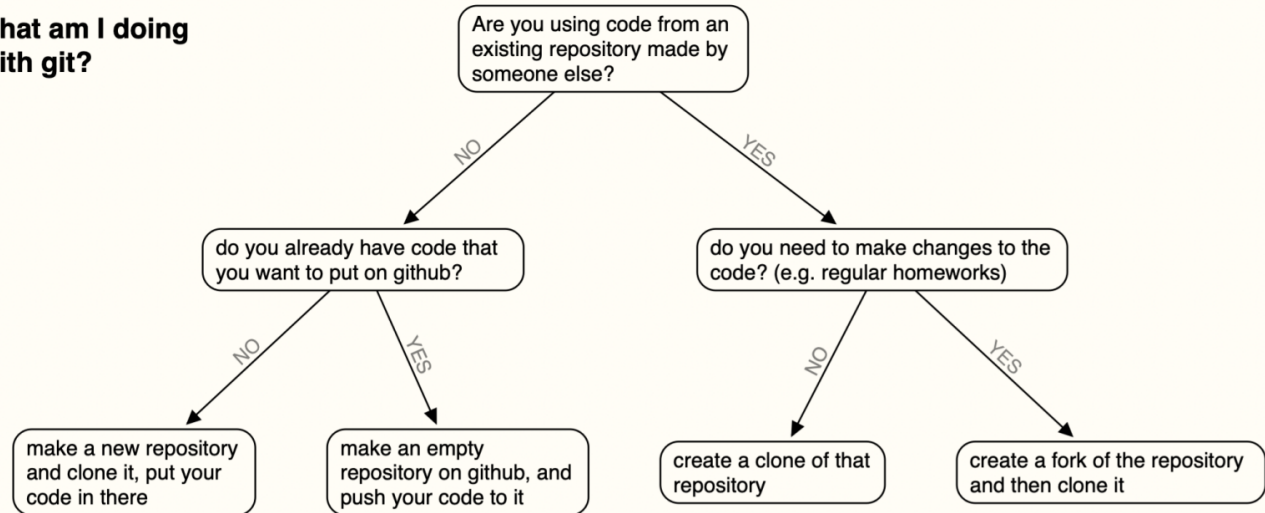 hat am I doing
ith git?
Are you using code from an
existing repository made by
someone else?
NO
YES
do you already have code that
you want to put on github?
do you need to make changes to the
code? (e.g. regular homeworks)
NO
YES
NO
YES
make a new repository
and clone it, put your
code in there
make an empty
repository on github, and
push your code to it
create a clone of that
repository
create a fork of the repository
and then clone it